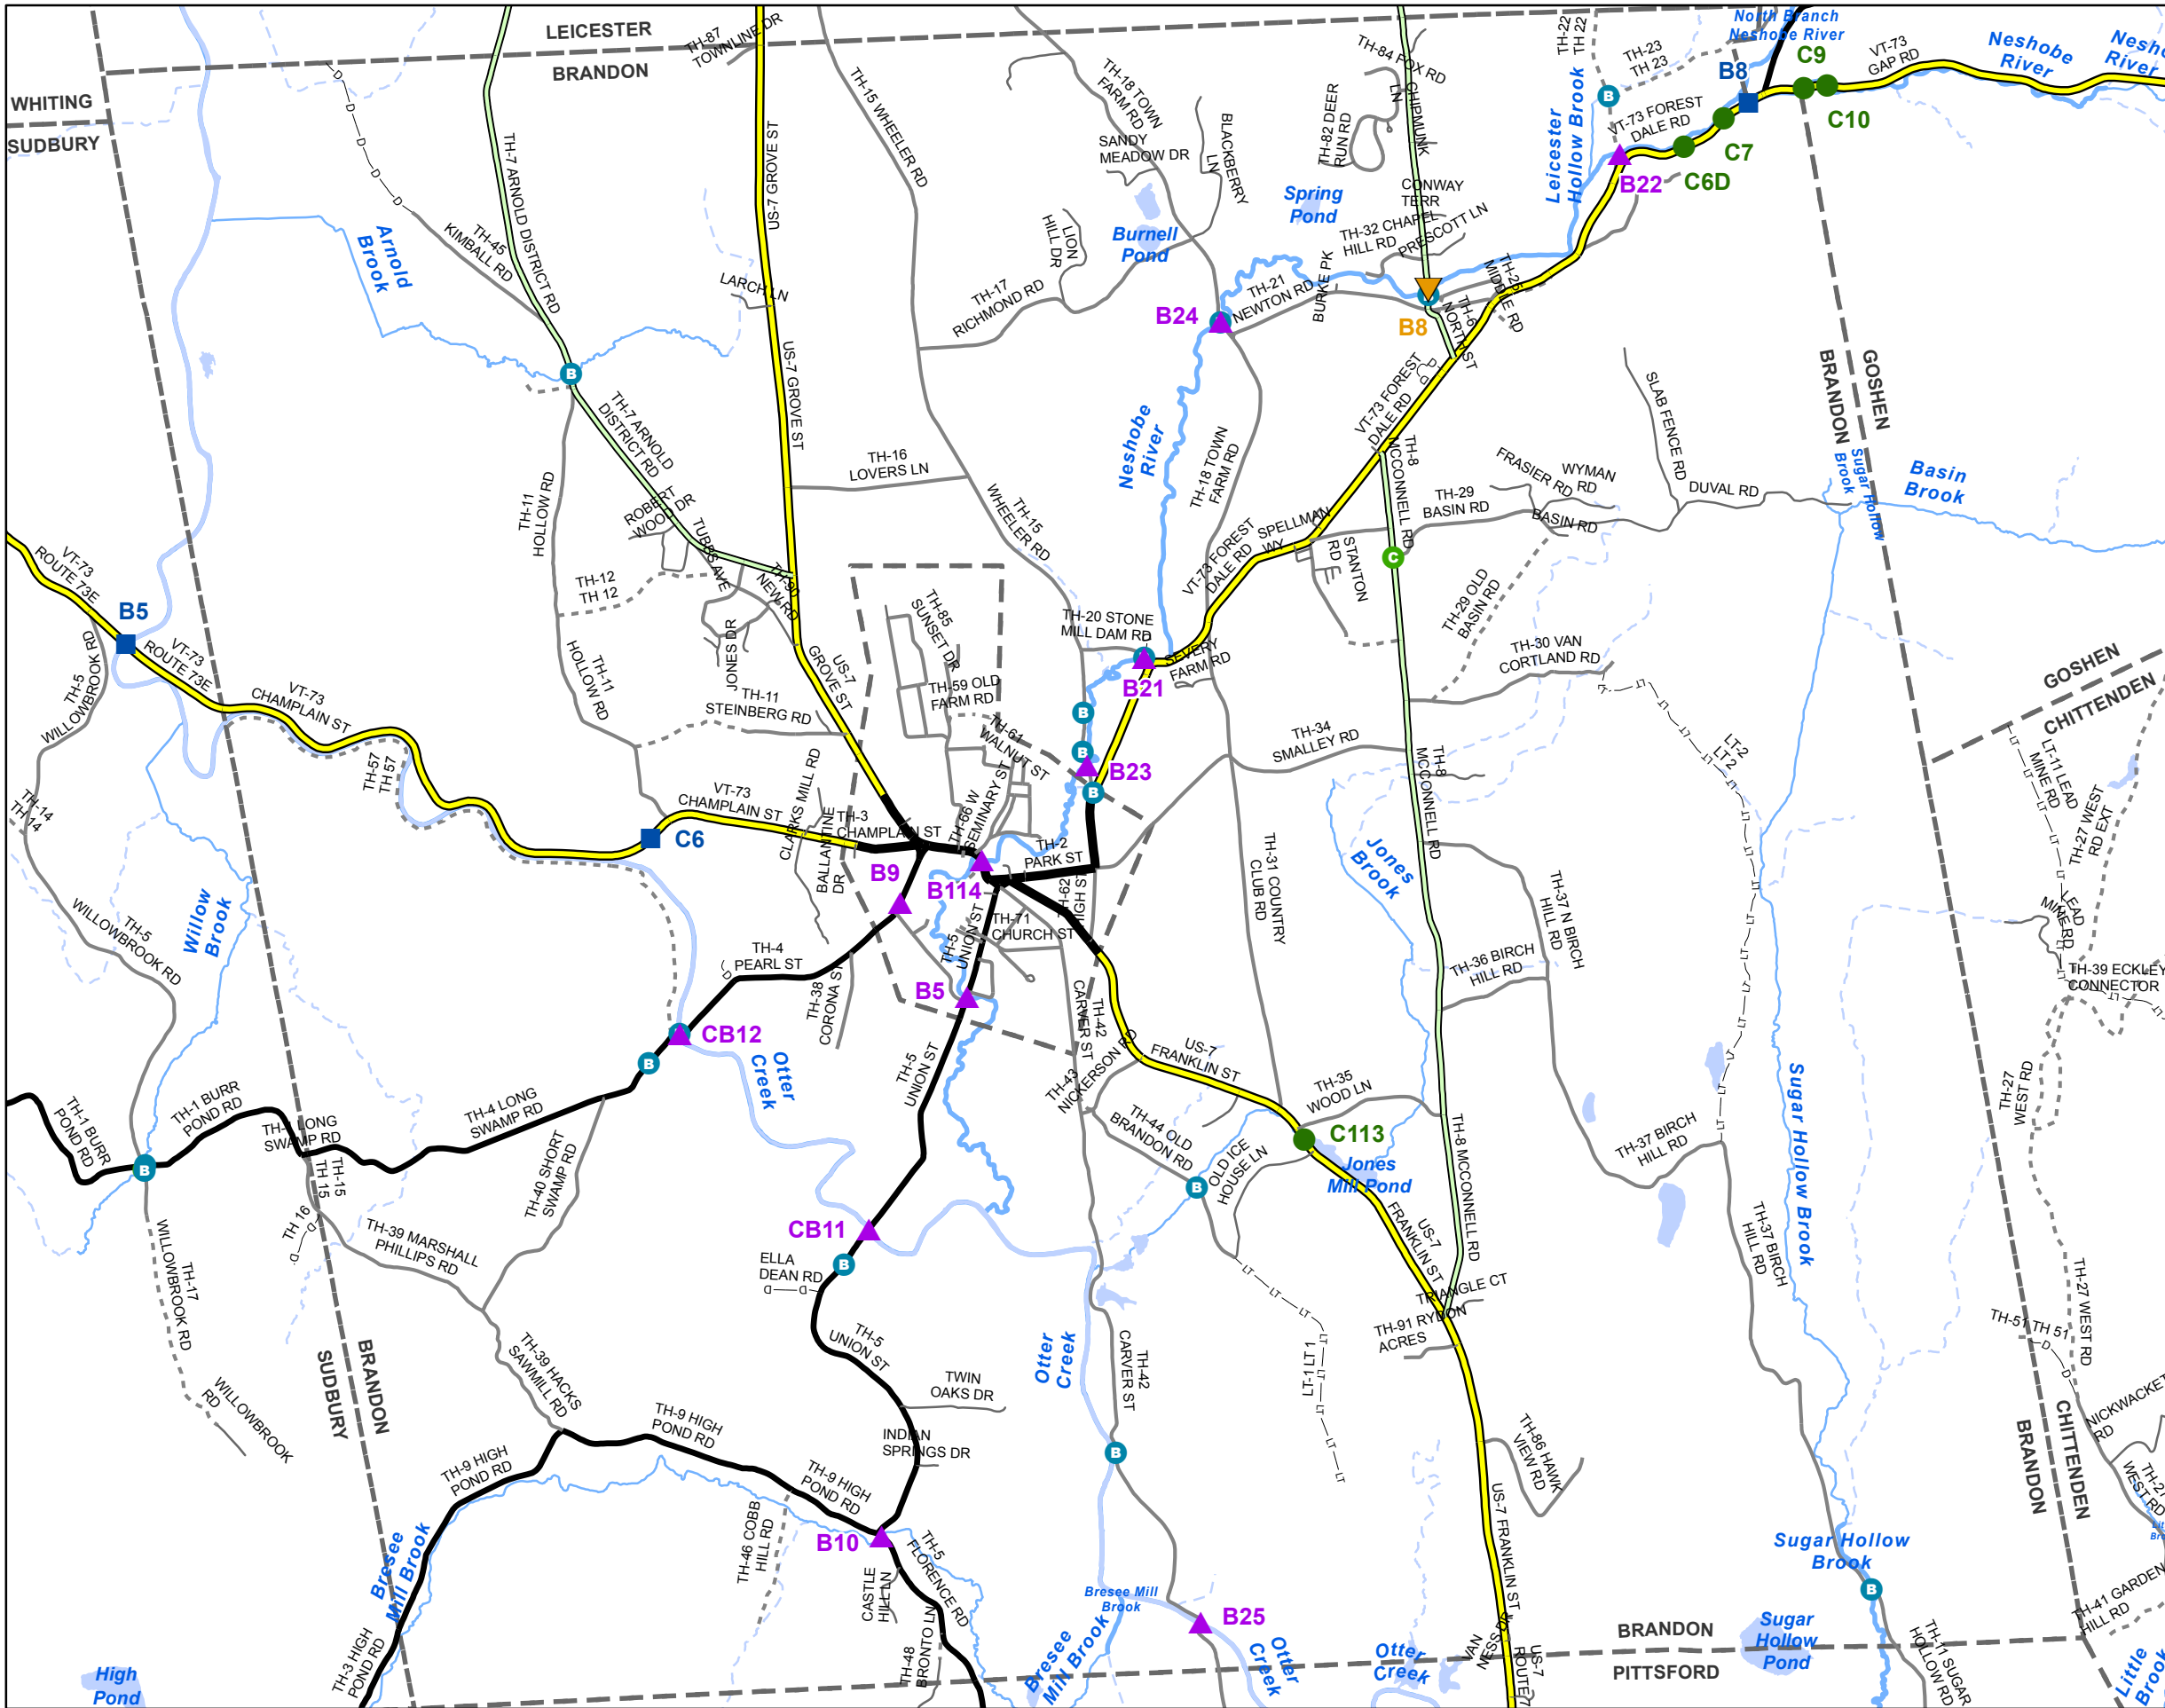 LEICESTER
BRANDON
WHITING
SUDBURY
TH-87
TOWNLINE DR
TH-7 ARNOLD DISTRICT RD
US-7 GROVE ST
TH-15 WHEELER RD
TH-18 TOWN
FARM RD
SANDY
MEADOW DR
BLACKBERRY
LN
TH-84 FOX RD
CHIPMUNK
LN
TH-82 DEER
RUN RD
TH-22
TH 22
TH-23
TH 23
North Branch
Neshobe River
B8
C9
VT-73
GAP RD
Neshobe
River
C10
VT-73 FOREST
DALE RD
C7
C6D
B22
B
Leicester
Hollow Brook
CONWAY
TERR
TH-32 CHAPEL
HILL RD
PRESCOTT LN
Spring
Pond
Burnell
Pond
LION
HILL DR
TH-17
RICHMOND RD
TH-45
KIMBALL RD
Arnold
Brook
LARCH LN
US-7 GROVE ST
B24
TH-21
NEWTON RD
BURKE PK
B8
TH-6
NORTH ST
TH-26
MIDDLE RD
VT-73 FOREST
DALE RD
D
D
GOSHEN
BRANDON
B
TH-7 ARNOLD
DISTRICT RD
TH-11
HOLLOW RD
ROBERT
WOOD DR
TUBBS AVE
TH-12
TH 12
TH-90
NEW RD
TH-16
LOVERS LN
TH-15
WHEELER RD
Neshobe
River
TH-18 TOWN
FARM RD
TH-8
MCCONNELL RD
TH-29
BASIN RD
FRASIER RD
WYMAN
RD
BASIN RD
SLAB FENCE RD
DUVAL RD
Sugar Hollow
Brook
Basin
Brook
SPELLMAN
WY
VT-73 FOREST
DALE RD
STANTON
RD
C
TH-29 OLD
BASIN RD
VT-73
ROUTE 73E
B5
VT-73
ROUTE 73E
TH-5
WILLOWBROOK RD
VT-73
CHAMPLAIN ST
TH-57
TH 57
TH-14
TH 14
TH-11
HOLLOW RD
JONES DR
TH-11
STEINBERG RD
US-7
GROVE ST
TH-85
SUNSET DR
TH-59 OLD
FARM RD
TH-61
WALNUT ST
TH-20 STONE
MILL DAM RD
B21
SEVERY
FARM RD
B
B
B23
B
TH-34
SMALLEY RD
TH-30 VAN
CORTLAND RD
LT-2
LT2
GOSHEN
CHITTENDEN
LT-11 LEAD
MINE RD
TH-27 WEST
RD EXT
C6
VT-73
CHAMPLAIN ST
CLARKS MILL RD
BALLANTINE
DR
TH-3
CHAMPLAIN ST
TH-66 W
SEMINARY ST
TH-2
PARK ST
B9
B114
TH-62
HIGH ST
TH-71
CHURCH ST
TH-5
UNION ST
TH-31 COUNTRY
CLUB RD
Jones
Brook
TH-8
MCCONNELL RD
TH-37 N BIRCH
HILL RD
TH-36 BIRCH
HILL RD
LEAD
MINE RD
TH-39 ECKLEY
CONNECTOR
Willow
Brook
TH-5
WILLOWBROOK RD
TH-4
PEARL ST
D
TH-38
CORONA ST
B5
CB12
B
Otter
Creek
TH-42
CARVER ST
TH-43
NICKERSON RD
US-7
FRANKLIN ST
TH-5
UNION ST
TH-35
WOOD LN
C113
Jones
Mill Pond
TH-44 OLD
BRANDON RD
OLD ICE
HOUSE LN
B
TH-27
WEST RD
Sugar Hollow Brook
TH-1 BURR
POND RD
TH-1 BURR
POND RD
B
LONG
SWAMP RD
TH-15
TH 15
TH-4 LONG
SWAMP RD
TH-40 SHORT
SWAMP RD
TH 16
TH-39 MARSHALL
PHILLIPS RD
TH-17
WILLOWBROOK RD
WILLOWBROOK
RD
CB11
B
ELLA
DEAN RD
D
D
TH-5
UNION ST
TH-8 MCCONNELL RD
US-7
FRANKLIN ST
TRIANGLE CT
TH-91 RYDON
ACRES
TH-37 BIRCH
HILL RD
TH-37 BIRCH
HILL RD
TH-27 WEST RD
TH-51 TH 51
BRANDON
SUDBURY
TH-39 HACKS
SAWMILL RD
TWIN
OAKS DR
INDIAN
SPRINGS DR
Otter
Creek
TH-42
CARVER ST
LT-1 LT 1
TH-86 HAWK
VIEW RD
US-7 FRANKLIN ST
CHITTENDEN
BRANDON
NICKWACKET
RD
WEST RD
TH-9 HIGH
POND RD
TH-9 HIGH
POND RD
TH-9 HIGH
POND RD
B10
TH-46 COBB
HILL RD
CASTLE
HILL LN
TH-5
FLORENCE RD
TH-48
BRONTO LN
B
Bresee Mill
Brook
B25
Bresee
Mill Brook
Otter
Creek
Otter
Creek
VAN
NESS DR
US-7
ROUTE 7
BRANDON
PITTSFORD
Sugar Hollow
Brook
B
Sugar
Hollow
Pond
TH-11 SUGAR
HOLLOW RD
TH-41 GARDEN
HILL RD
Little
Brook
Bresee
Mill Brook
TH-3 HIGH
POND RD
High
Pond